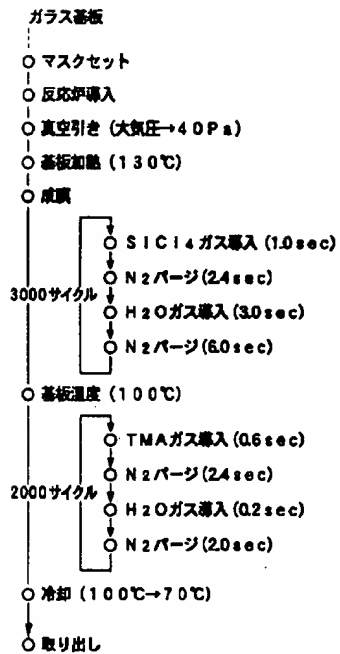 ガラス基板
マスクセット
反応炉導入
真空引き (大気圧→40Pa)
基板加熱 (130℃)
成膜
SiCl4ガス導入 (1.0sec)
N2パージ (2.4sec)
H2Oガス導入 (3.0sec)
N2パージ (6.0sec)
3000サイクル
基板温度 (100℃)
TMAガス導入 (0.6sec)
N2パージ (2.4sec)
H2Oガス導入 (0.2sec)
N2パージ (2.0sec)
2000サイクル
冷却 (100℃→70℃)
取り出し